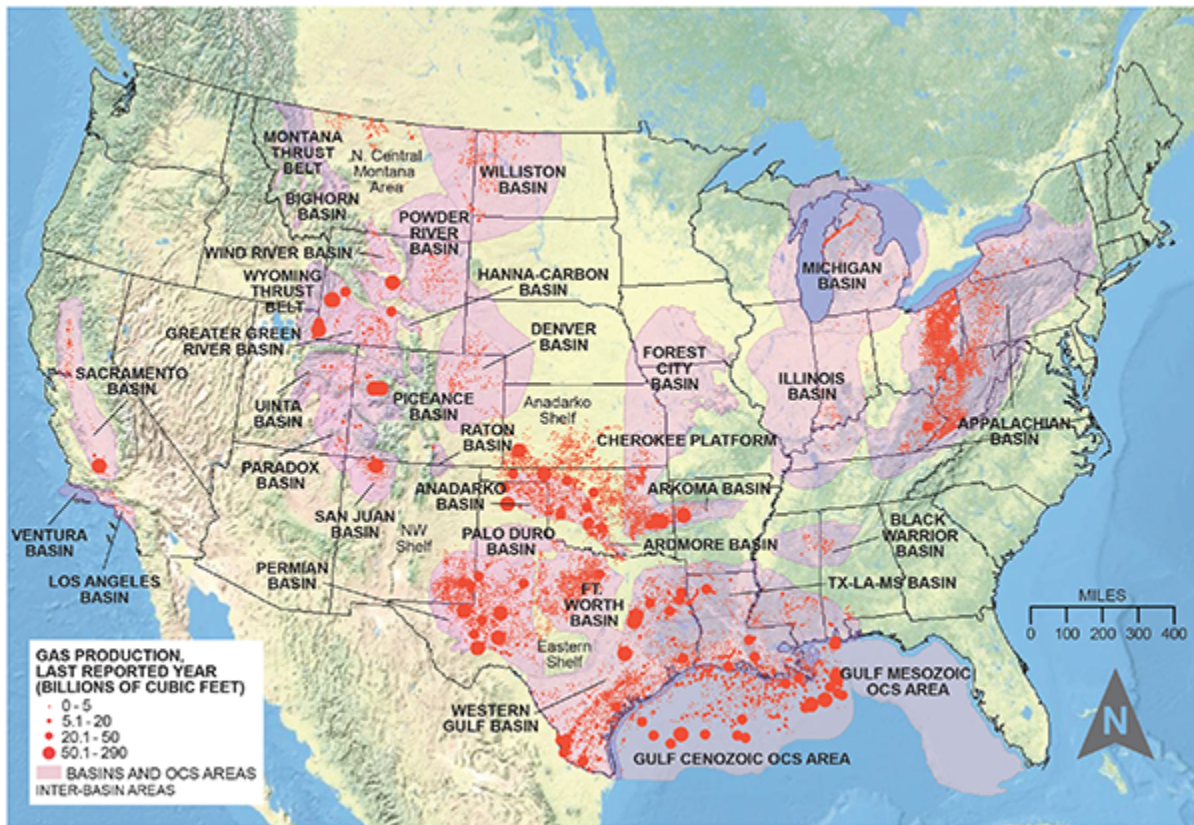 MONTANA
THRUST
BELT
N. Central
Montana
Area
WILLISTON
BASIN
BIGHORN
BASIN
POWDER
RIVER
BASIN
WIND RIVER BASIN
WYOMING
THRUST
BELT
HANNA-CARBON
BASIN
MICHIGAN
BASIN
GREATER GREEN
RIVER BASIN
DENVER
BASIN
FOREST
CITY
BASIN
SACRAMENTO
BASIN
UINTA
BASIN
PICEANCE
BASIN
Anadarko
Shelf
ILLINOIS
BASIN
RATON
BASIN
CHEROKEE PLATFORM
APPALACHIAN
BASIN
PARADOX
BASIN
ANADARKO
BASIN
ARKOMA BASIN
VENTURA
BASIN
SAN JUAN
BASIN
NW
Shelf
PALO DURO
BASIN
ARDMORE BASIN
BLACK
WARRIOR
BASIN
LOS ANGELES
BASIN
PERMIAN
BASIN
FT.
WORTH
BASIN
TX-LA-MS BASIN
MILES
0 100 200 300 400
Eastern
Shelf
GULF MESOZOIC
OCS AREA
WESTERN
GULF BASIN
GULF CENOZOIC OCS AREA
N
GAS PRODUCTION,
LAST REPORTED YEAR
(BILLIONS OF CUBIC FEET)
0 - 5
5.1 - 20
20.1 - 50
50.1 - 290
BASINS AND OCS AREAS
INTER-BASIN AREAS